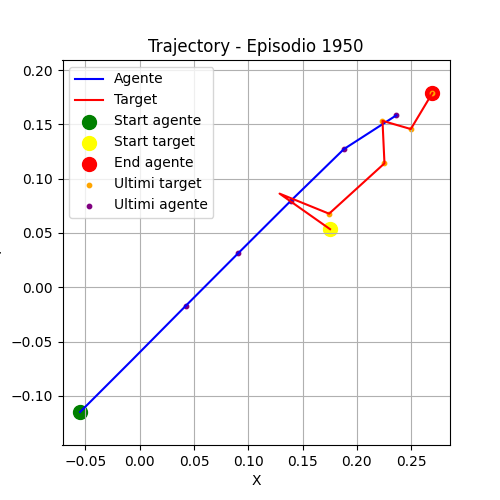 Trajectory - Episodio 1950
Agente
Target
Start agente
Start target
End agente
Ultimi target
Ultimi agente
0.20
0.15
0.10
0.05
0.00
−0.05
−0.10
−0.05
0.00
0.05
0.10
0.15
0.20
0.25
X